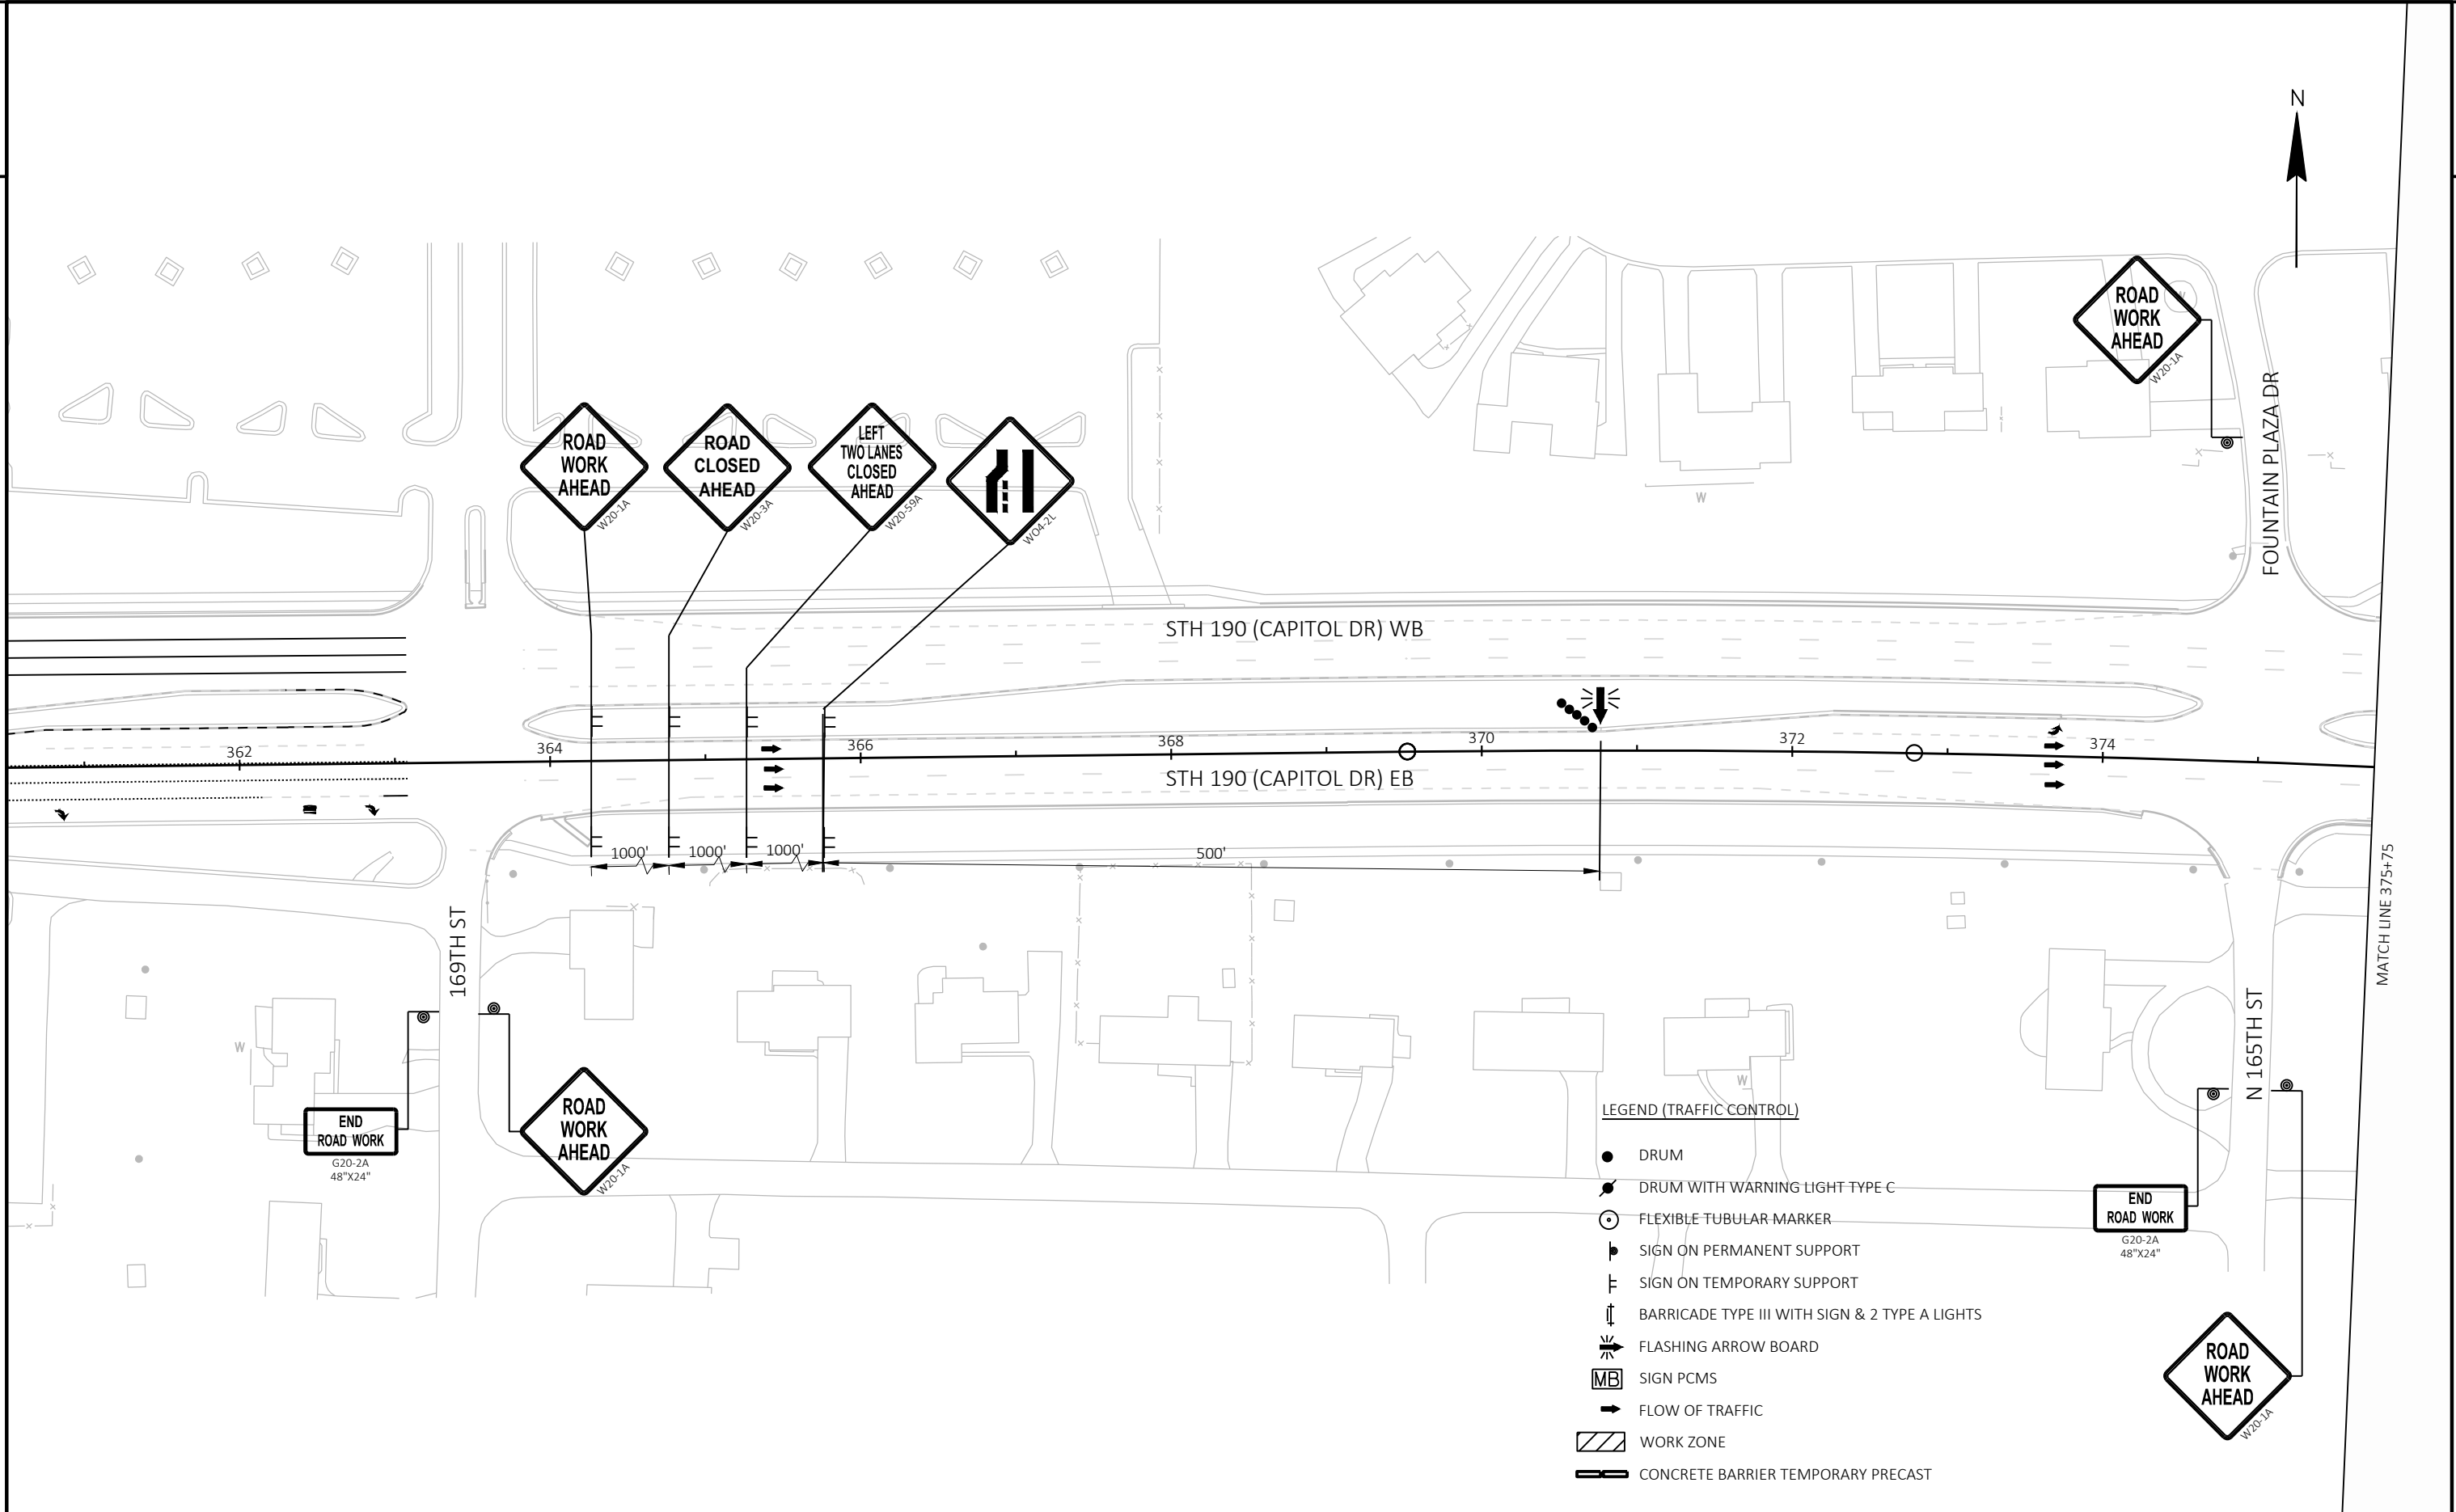 N
ROAD
WORK
AHEAD
W20-1A
FOUNTAIN PLAZA DR
ROAD
WORK
AHEAD
W20-1A
ROAD
CLOSED
AHEAD
W20-3A
LEFT
TWO LANES
CLOSED
AHEAD
W20-59A
WO4-2L
W
STH 190 (CAPITOL DR) WB
362
364
366
368
370
372
374
STH 190 (CAPITOL DR) EB
1000'
1000'
1000'
500'
MATCH LINE 375+75
169TH ST
N 165TH ST
W
END
ROAD WORK
G20-2A
48"X24"
ROAD
WORK
AHEAD
W20-1A
W
LEGEND (TRAFFIC CONTROL)
DRUM
DRUM WITH WARNING LIGHT TYPE C
FLEXIBLE TUBULAR MARKER
SIGN ON PERMANENT SUPPORT
SIGN ON TEMPORARY SUPPORT
BARRICADE TYPE III WITH SIGN & 2 TYPE A LIGHTS
FLASHING ARROW BOARD
MB SIGN PCMS
FLOW OF TRAFFIC
WORK ZONE
CONCRETE BARRIER TEMPORARY PRECAST
END
ROAD WORK
G20-2A
48"X24"
ROAD
WORK
AHEAD
W20-1A